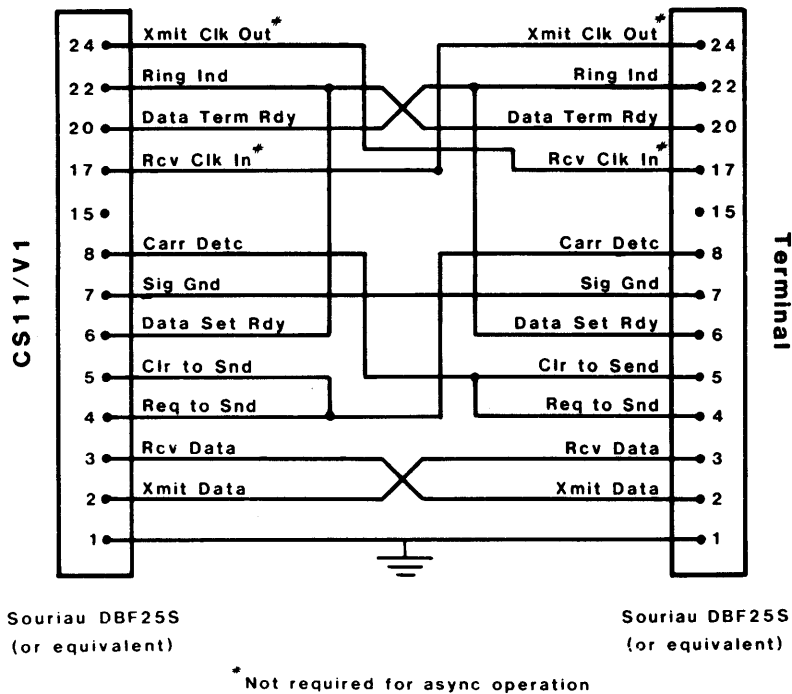 24 Xmit Clk Out* Xmit Clk Out* 24
22 Ring Ind Ring Ind 22
20 Data Term Rdy Data Term Rdy 20
17 Rcv Clk In* Rcv Clk In* 17
15 15
8 Carr Detc Carr Detc 8
7 Sig Gnd Sig Gnd 7
6 Data Set Rdy Data Set Rdy 6
5 Clr to Snd Clr to Send 5
4 Req to Snd Req to Snd 4
3 Rcv Data Rcv Data 3
2 Xmit Data Xmit Data 2
1 1
CS11/V1
Terminal
Souriau DBF25S Souriau DBF25S
(or equivalent) (or equivalent)
*Not required for async operation